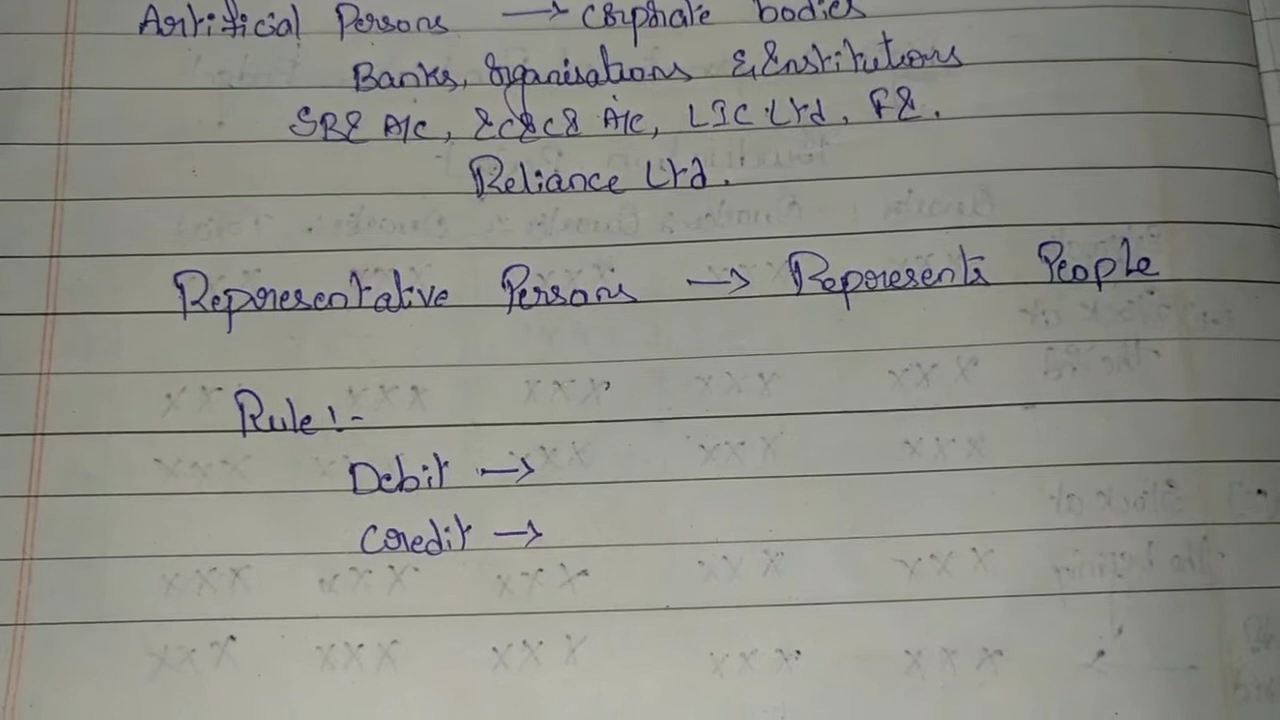 Artificial Persons → Corporate bodies
Banks, Organisations & Institutions
SBI A/c, ICICI A/c, LIC Ltd,
Reliance Ltd.
Representative Persons → Represents People
Rule :-
Debit →
Credit →